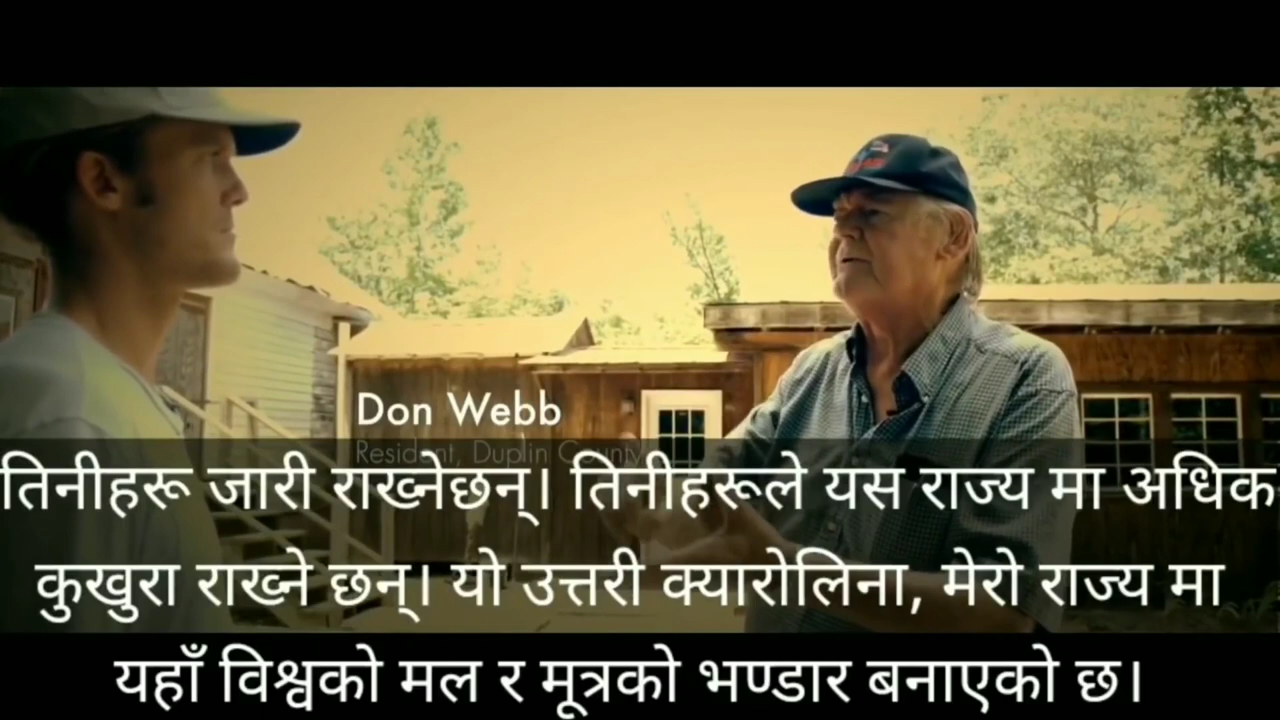 Don Webb
Resident, Duplin County
तिनीहरू जारी राख्नेछन्। तिनीहरूले यस राज्य मा अधिक
कुखुरा राख्ने छन्। यो उत्तरी क्यारोलिना, मेरो राज्य मा
यहाँ विश्वको मल र मूत्रको भण्डार बनाएको छ।